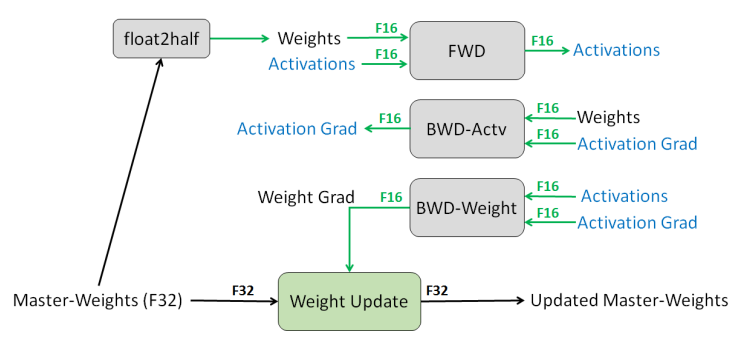 float2half
Weights
F16
Activations
F16
FWD
F16
Activations
Activation Grad
F16
BWD-Actv
F16
Weights
F16
Activation Grad
Weight Grad
F16
BWD-Weight
F16
Activations
F16
Activation Grad
Master-Weights (F32)
F32
Weight Update
F32
Updated Master-Weights